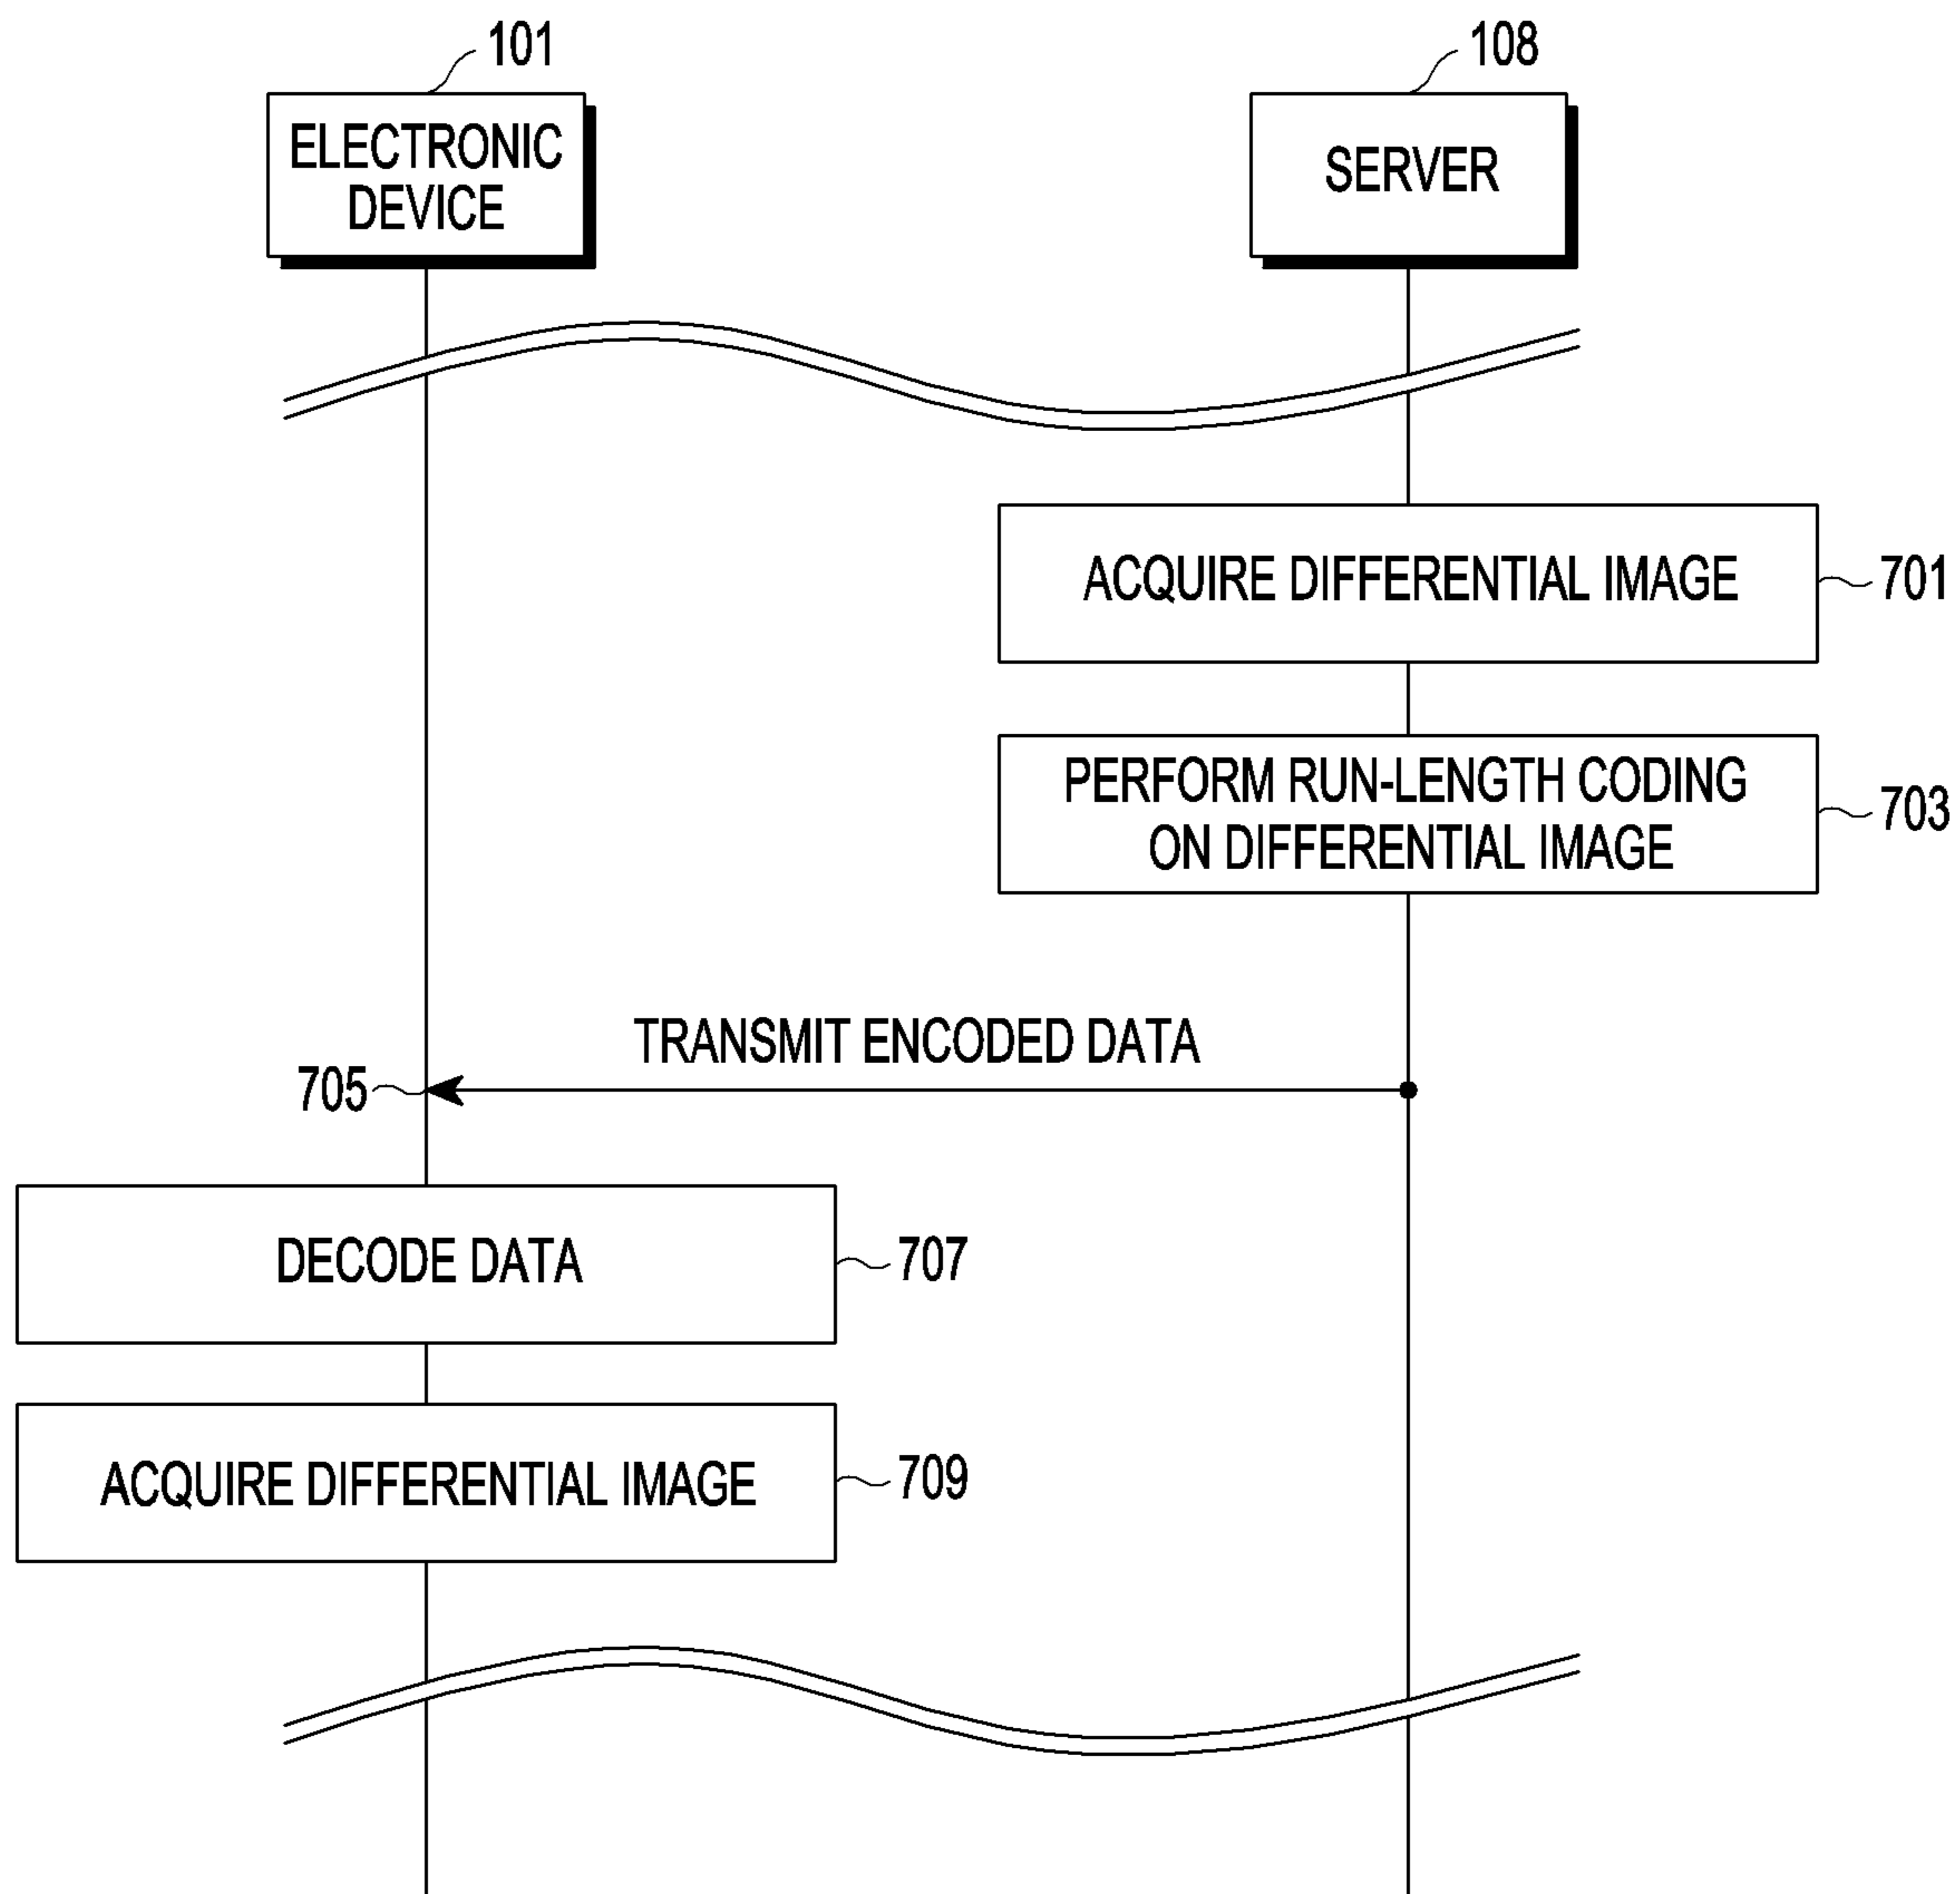 101
108
ELECTRONIC
DEVICE
SERVER
ACQUIRE DIFFERENTIAL IMAGE
701
PERFORM RUN-LENGTH CODING
ON DIFFERENTIAL IMAGE
703
TRANSMIT ENCODED DATA
705
DECODE DATA
707
ACQUIRE DIFFERENTIAL IMAGE
709